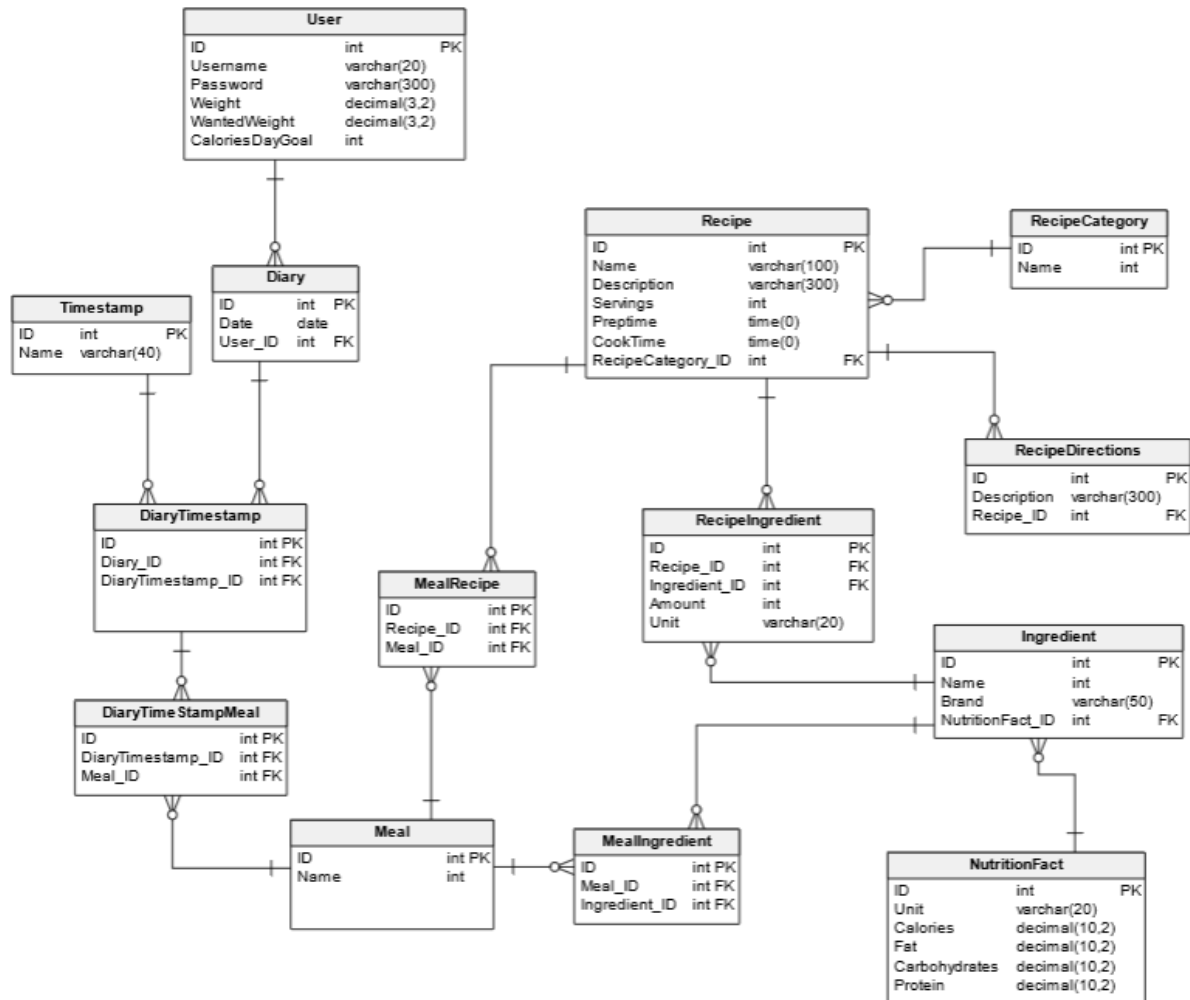 User
ID int PK
Username varchar(20)
Password varchar(300)
Weight decimal(3,2)
WantedWeight decimal(3,2)
CaloriesDayGoal int
Recipe
ID int PK
Name varchar(100)
Description varchar(300)
Servings int
Preptime time(0)
CookTime time(0)
RecipeCategory_ID int FK
RecipeCategory
ID int PK
Name int
Diary
ID int PK
Date date
User_ID int FK
Timestamp
ID int PK
Name varchar(40)
RecipeDirections
ID int PK
Description varchar(300)
Recipe_ID int FK
DiaryTimestamp
ID int PK
Diary_ID int FK
DiaryTimestamp_ID int FK
RecipeIngredient
ID int PK
Recipe_ID int FK
Ingredient_ID int FK
Amount int
Unit varchar(20)
MealRecipe
ID int PK
Recipe_ID int FK
Meal_ID int FK
Ingredient
ID int PK
Name int
Brand varchar(50)
NutritionFact_ID int FK
DiaryTimeStampMeal
ID int PK
DiaryTimestamp_ID int FK
Meal_ID int FK
Meal
ID int PK
Name int
MealIngredient
ID int PK
Meal_ID int FK
Ingredient_ID int FK
NutritionFact
ID int PK
Unit varchar(20)
Calories decimal(10,2)
Fat decimal(10,2)
Carbohydrates decimal(10,2)
Protein decimal(10,2)